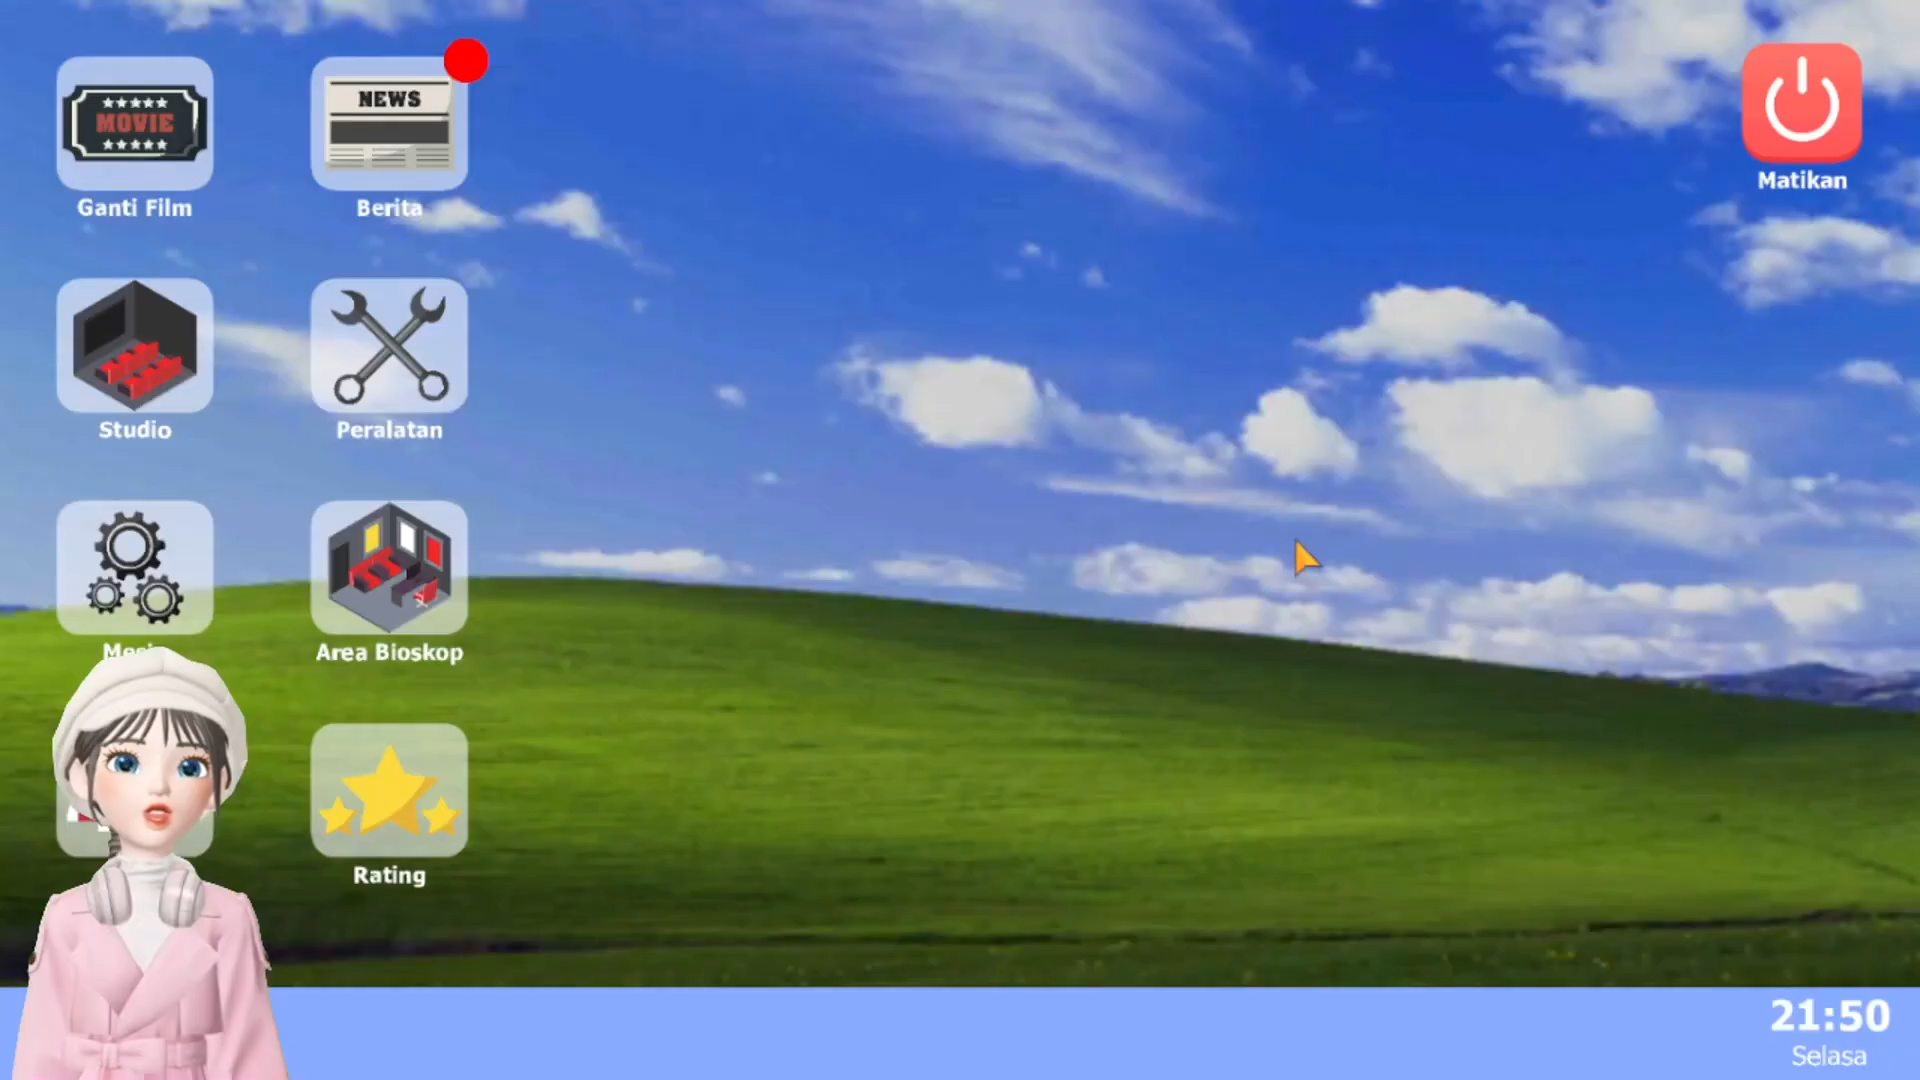 MOVIE
Ganti Film
NEWS
Berita
Matikan
Studio
Peralatan
Area Bioskop
Rating
21:50
Selasa